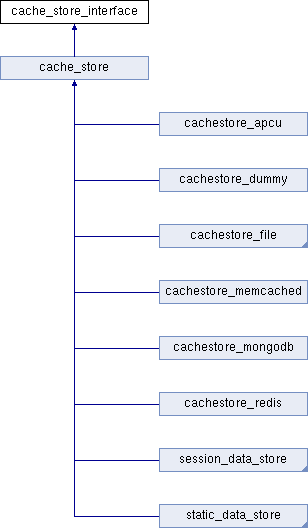 cache_store_interface
cache_store
cachestore_apcu
cachestore_dummy
cachestore_file
cachestore_memcached
cachestore_mongodb
cachestore_redis
session_data_store
static_data_store